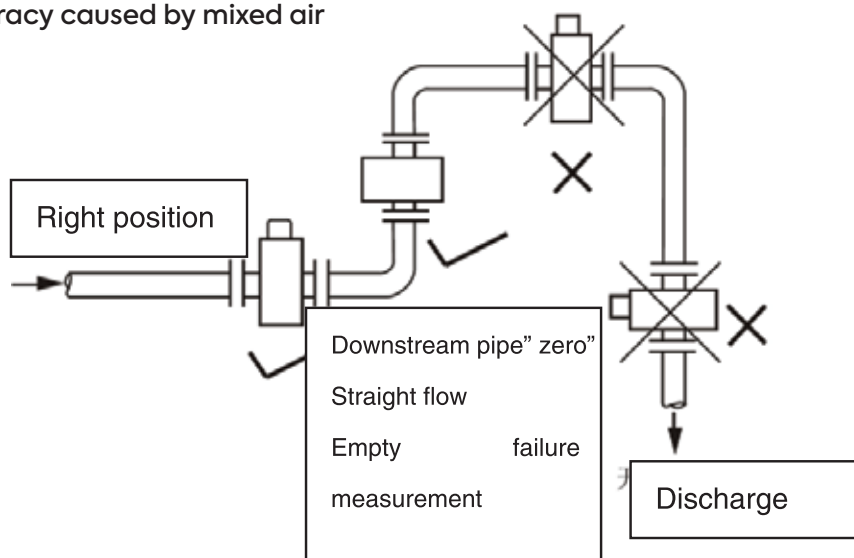 racy caused by mixed air
Right position
Downstream pipe” zero”
Straight flow
Empty failure
measurement
Discharge